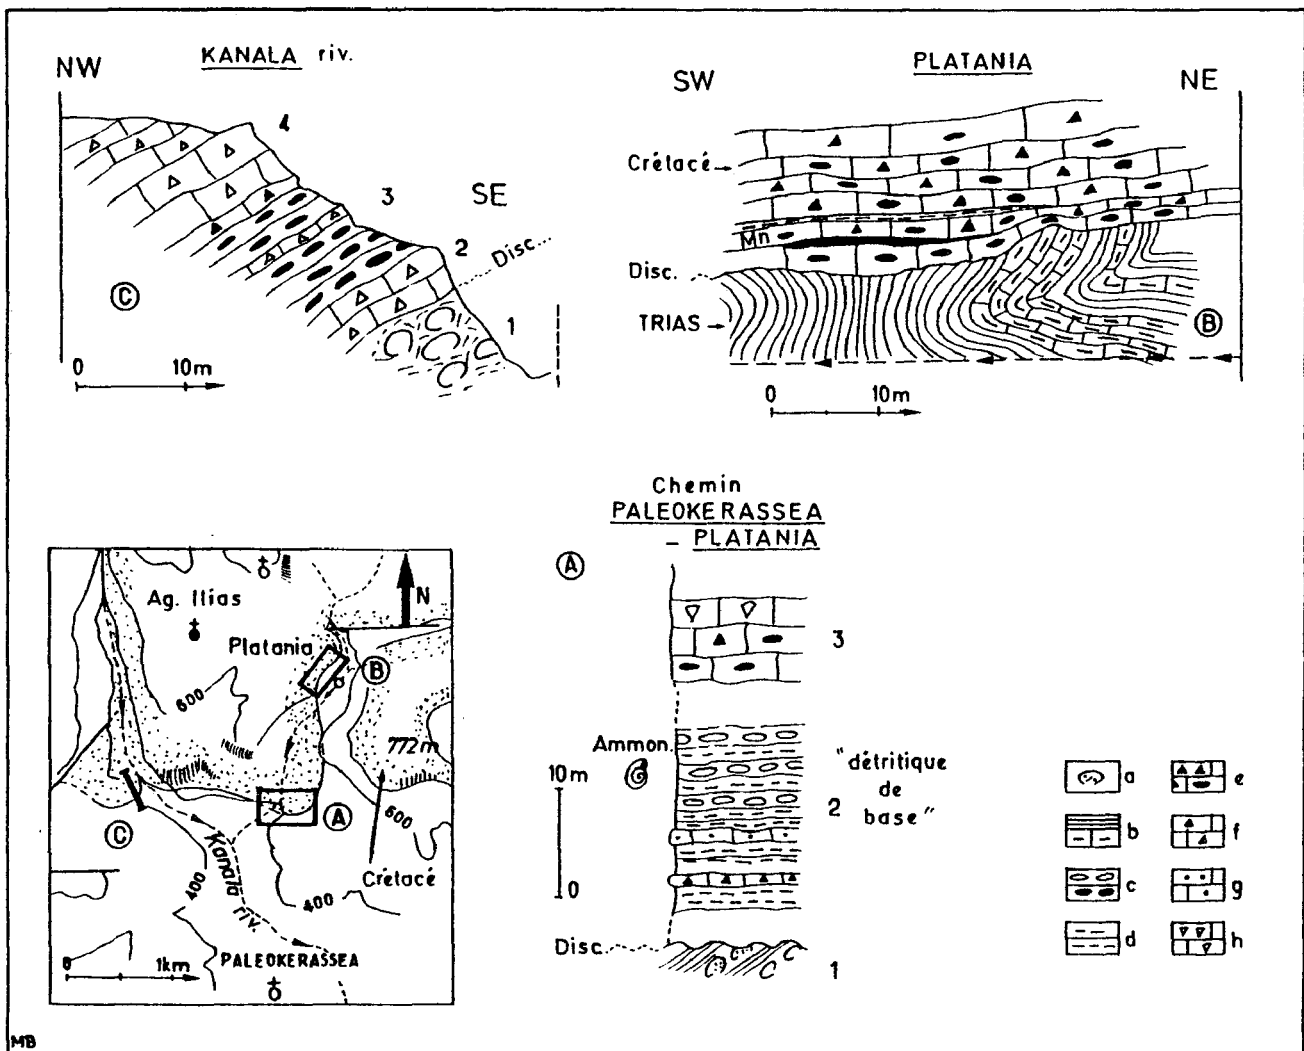 KANALA riv.
NW
4
3
SE
2
Disc...
1
C
0 10m
PLATANIA
SW
NE
Crétacé
Mn
Disc.
TRIAS
B
0 10m
Chemin
PALEOKERASSEA
- PLATANIA
A
3
Ammon.
10m
"détritique
de
2
base"
0
Disc.
1
Ag. Ilias
N
Platania
B
600
772m
A
C
600
Kanala
riv.
400
Crétacé
400
0 1km
PALEOKERASSEA
a
e
b
f
c
g
d
h
MB